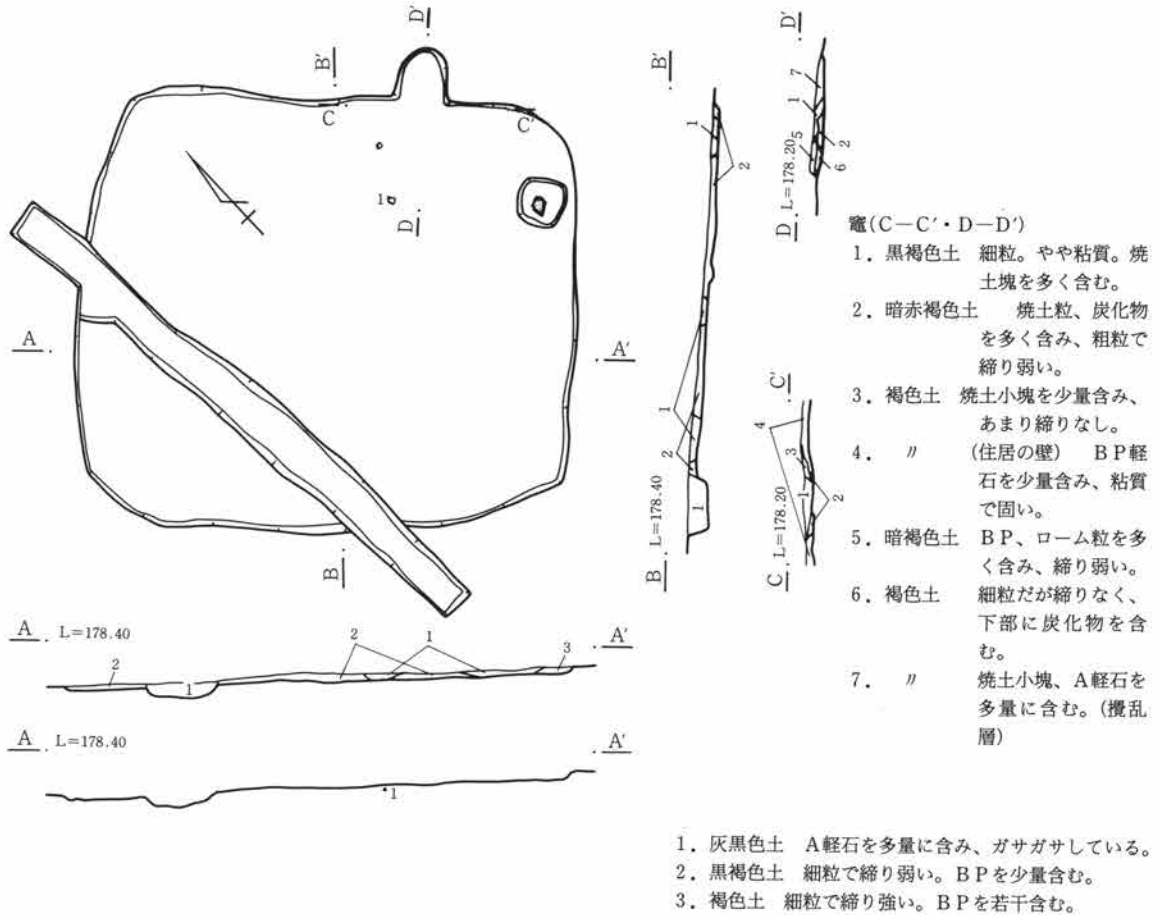 D'
B'
C
C'
1
D
A
A'
B
B'
1
2
1
2
1
B L=178.40
D'
7
1
5
2
6
D L=178.20
C'
4
3
1
2
C L=178.20
竈(C—C'・D—D')
1. 黒褐色土 細粒。やや粘質。焼
土塊を多く含む。
2. 暗赤褐色土 焼土粒、炭化物
を多く含み、粗粒で
締り弱い。
3. 褐色土 焼土小塊を少量含み、
あまり締りなし。
4. 〃 (住居の壁) BP軽
石を少量含み、粘質
で固い。
5. 暗褐色土 BP、ローム粒を多
く含み、締り弱い。
6. 褐色土 細粒だが締りなく、
下部に炭化物を含
む。
7. 〃 焼土小塊、A軽石を
多量に含む。(攪乱
層)
A L=178.40
A'
2
1
2
1
3
A L=178.40
A'
1
1. 灰黒色土 A軽石を多量に含み、ガサガサしている。
2. 黒褐色土 細粒で締り弱い。BPを少量含む。
3. 褐色土 細粒で締り強い。BPを若干含む。